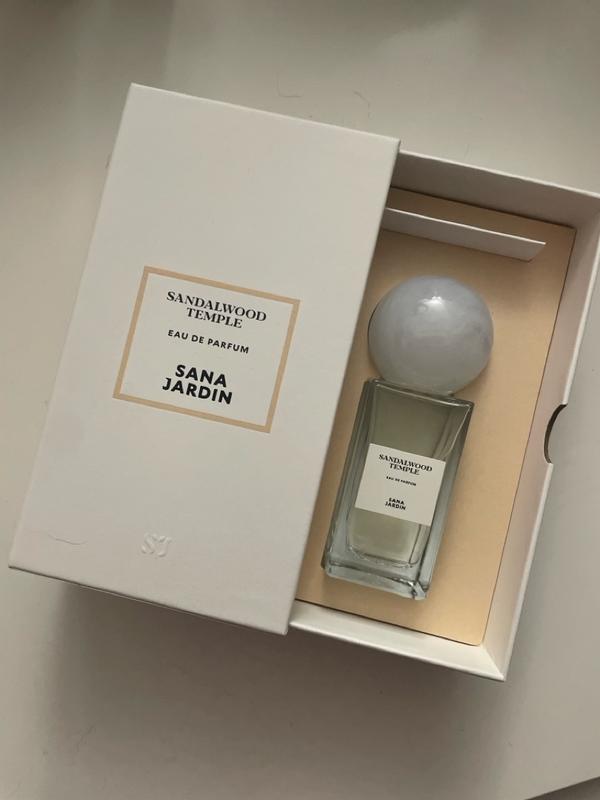 SANDALWOOD
TEMPLE
EAU DE PARFUM
SANA
JARDIN
SJ
SANDALWOOD
TEMPLE
EAU DE PARFUM
SANA
JARDIN